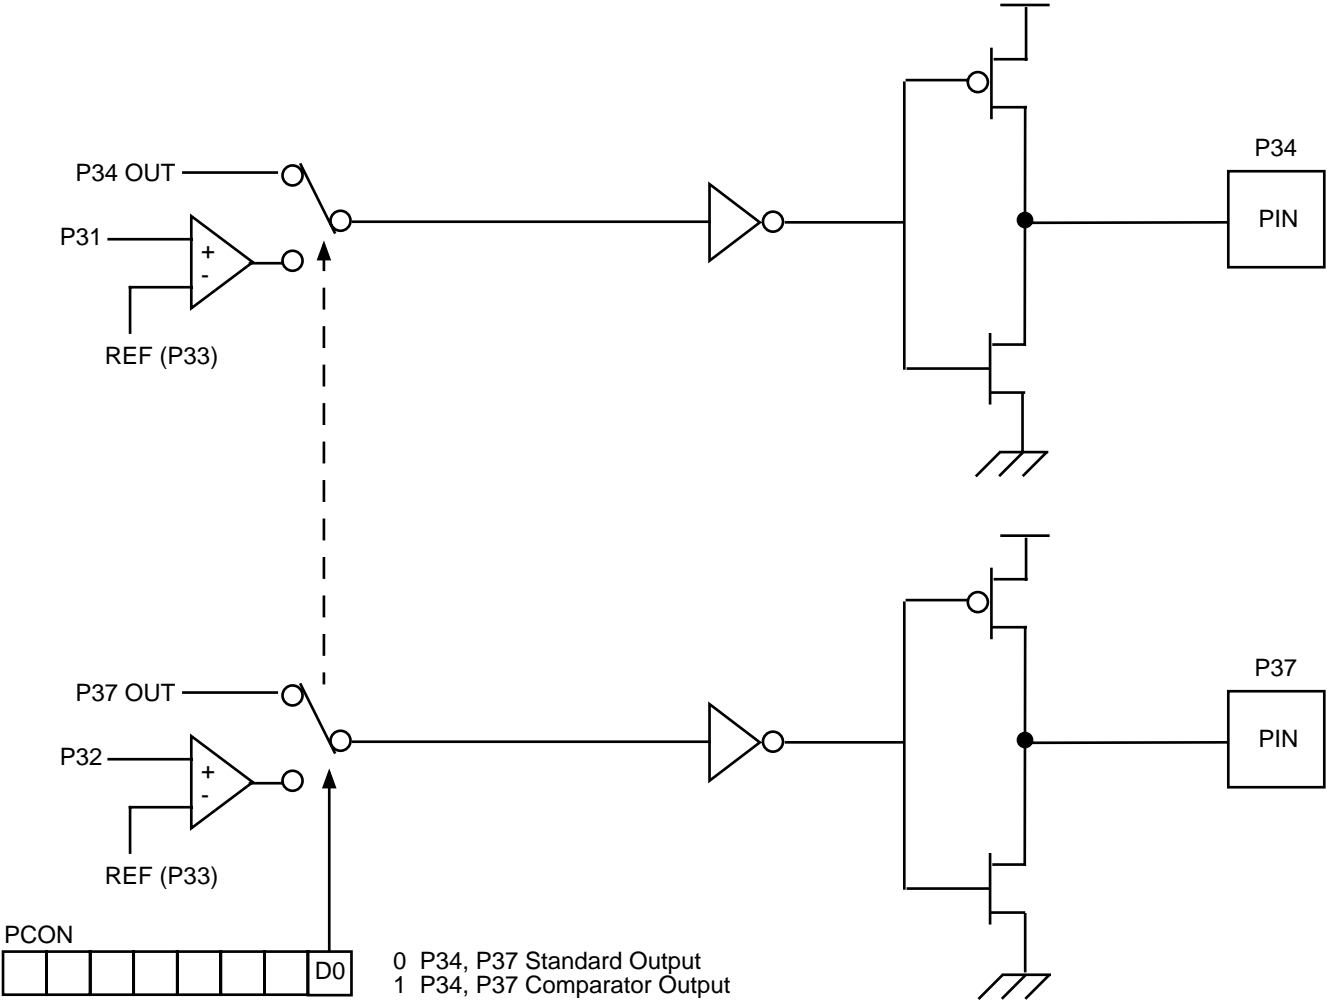 P34 OUT
P31
+
-
REF (P33)
P34
PIN
P37 OUT
P32
+
-
REF (P33)
P37
PIN
PCON
D0
0 P34, P37 Standard Output
1 P34, P37 Comparator Output